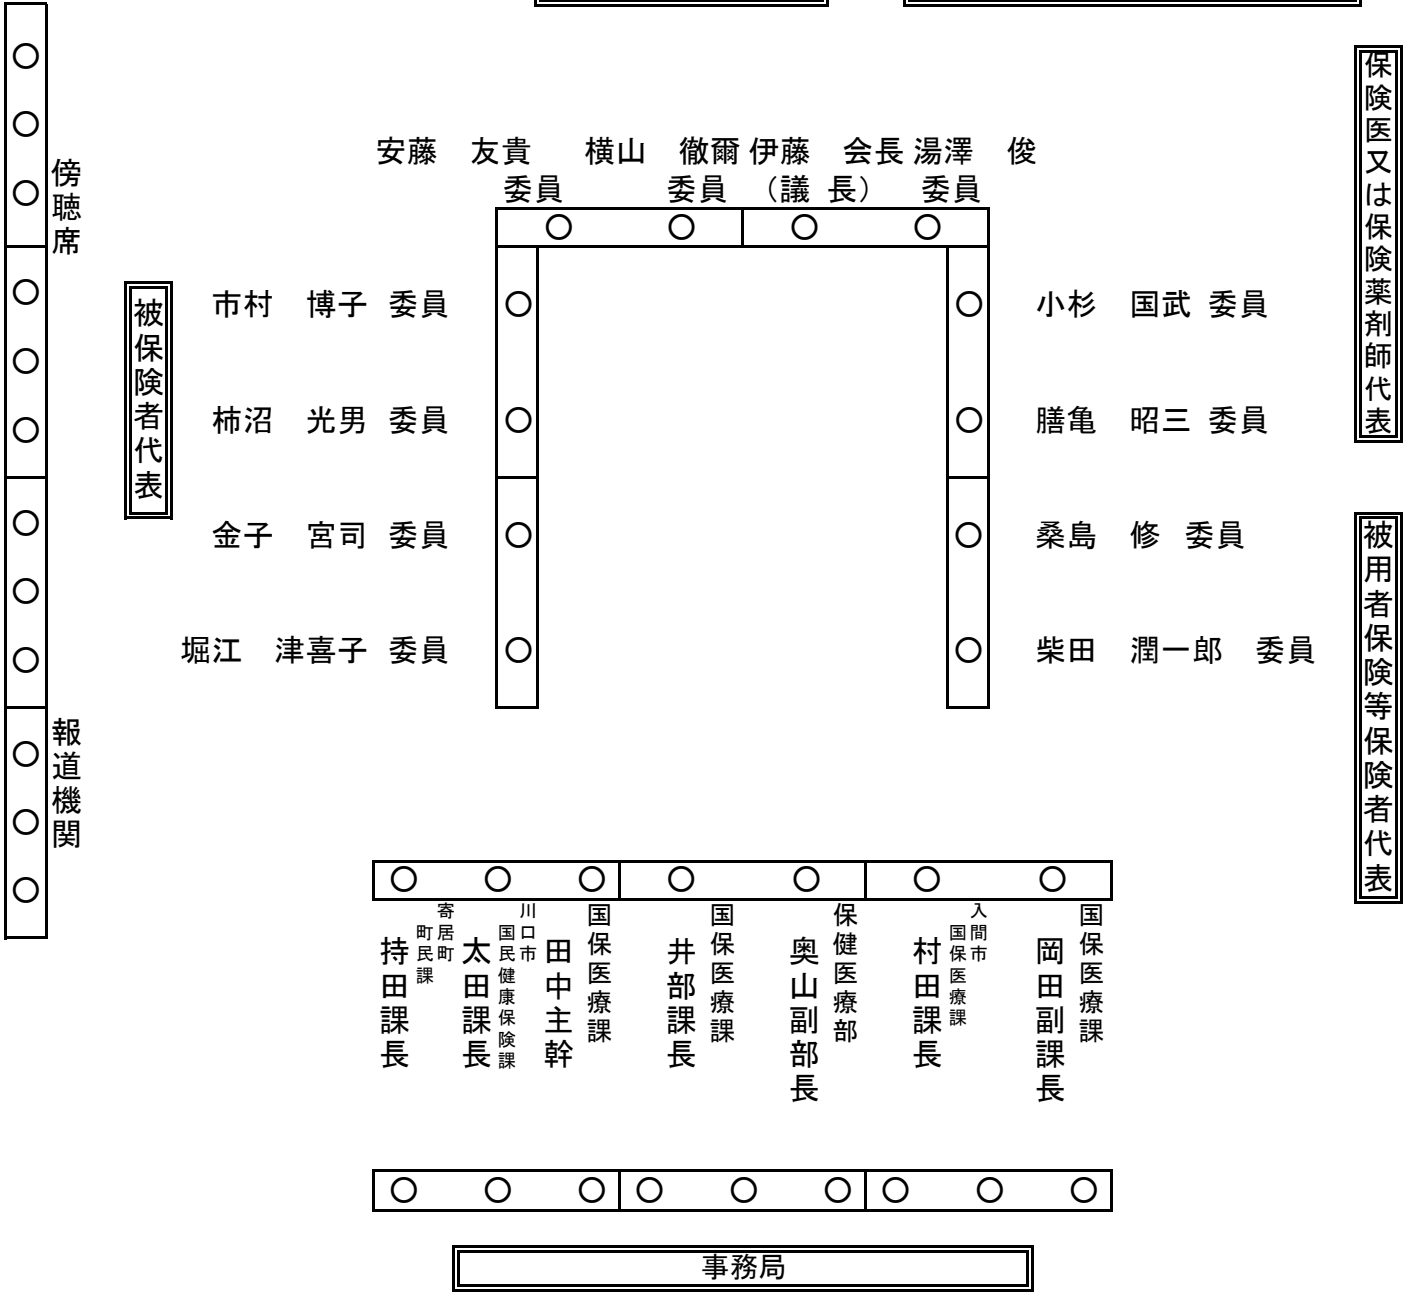 安藤　友貴
委員
横山　徹爾
委員
伊藤　会長
（議 長）
湯澤　俊
委員
傍聴席
報道機関
被保険者代表
市村　博子 委員
柿沼　光男 委員
金子　宮司 委員
堀江　津喜子 委員
小杉　国武 委員
膳亀　昭三 委員
桑島　修 委員
柴田　潤一郎　委員
保険医又は保険薬剤師代表
被用者保険等保険者代表
寄居町
町民課
持田課長
川口市
国民健康保険課
太田課長
国保医療課
田中主幹
国保医療課
井部課長
保健医療部
奥山副部長
入間市
国保医療課
村田課長
国保医療課
岡田副課長
事務局